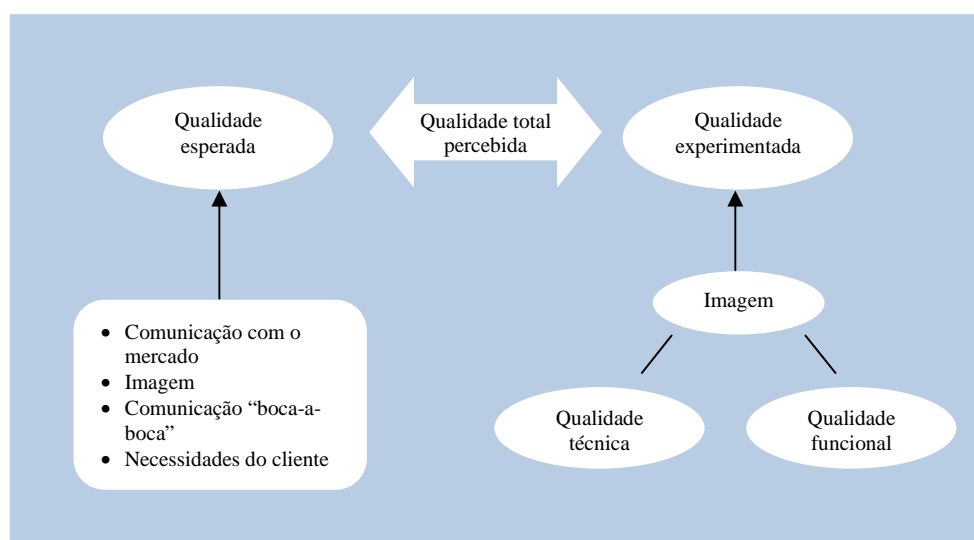 Qualidade
esperada
Qualidade total
percebida
Qualidade
experimentada
• Comunicação com o
mercado
• Imagem
• Comunicação “boca-a-
boca”
• Necessidades do cliente
Imagem
Qualidade
técnica
Qualidade
funcional